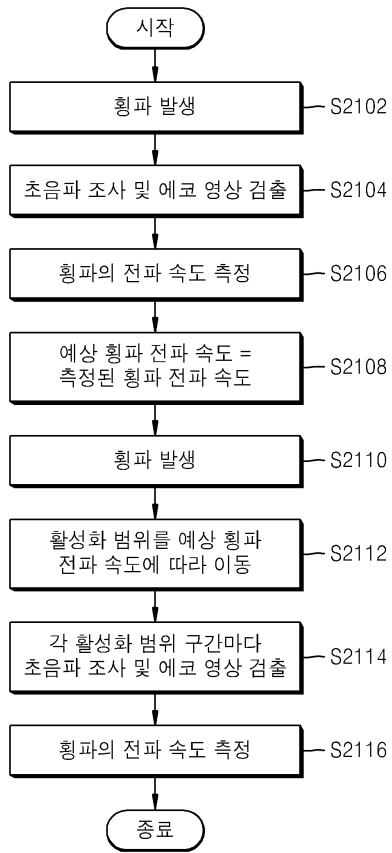 시작
횡파 발생
S2102
초음파 조사 및 에코 영상 검출
S2104
횡파의 전파 속도 측정
S2106
예상 횡파 전파 속도 =
측정된 횡파 전파 속도
S2108
횡파 발생
S2110
활성화 범위를 예상 횡파
전파 속도에 따라 이동
S2112
각 활성화 범위 구간마다
초음파 조사 및 에코 영상 검출
S2114
횡파의 전파 속도 측정
S2116
종료